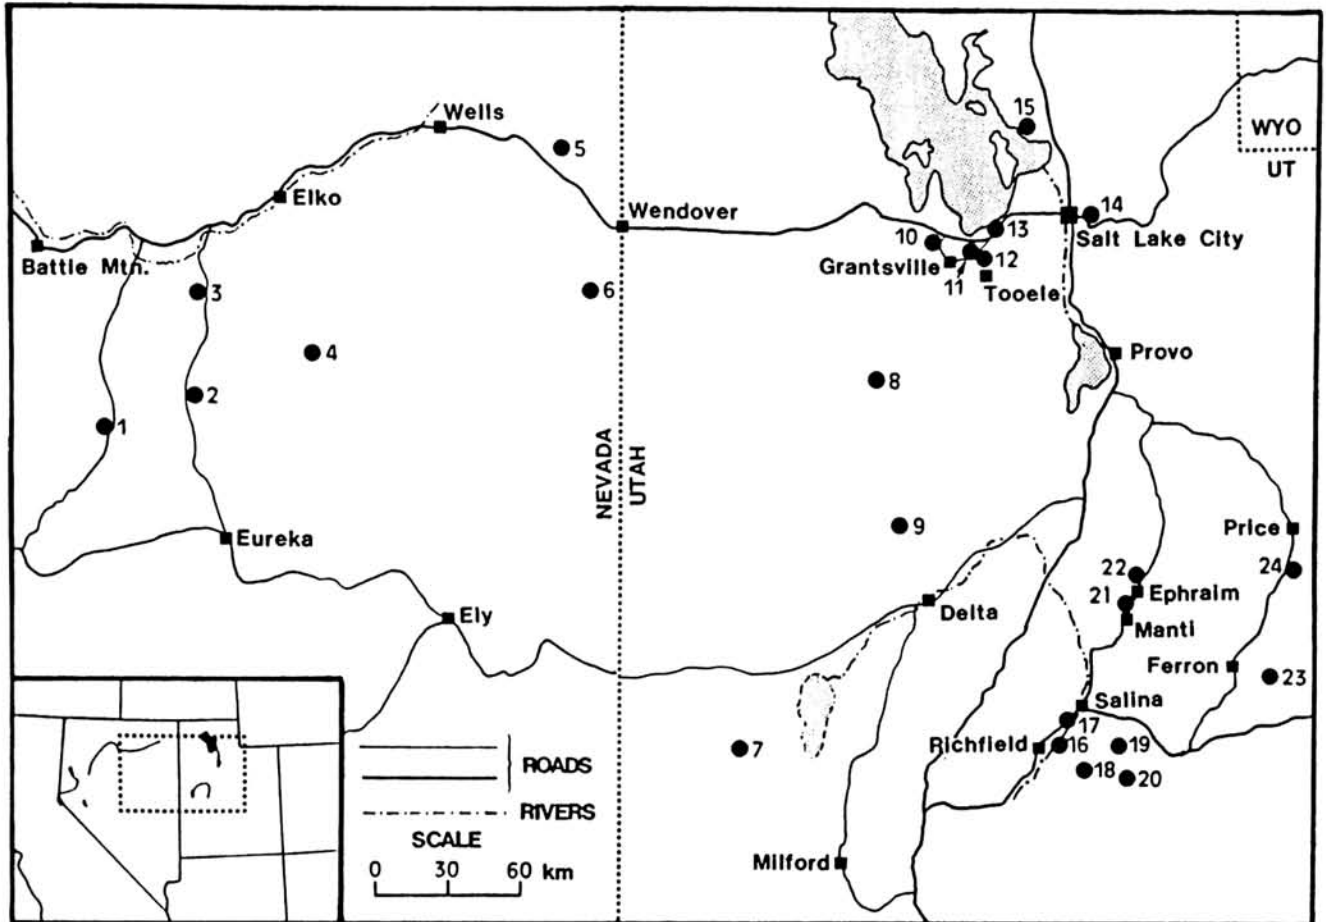 15
WYO
UT
Wells
5
Elko
Wendover
14
Salt Lake City
Battle Mtn.
10
13
Grantsville
12
11
Tooele
3
6
4
Provo
8
2
1
NEVADA
UTAH
9
Eureka
Price
22
24
Ephraim
21
Delta
Manti
Ely
Ferron
23
Salina
17
7
Richfield
16
19
18
20
ROADS
RIVERS
SCALE
0 30 60 km
Milford